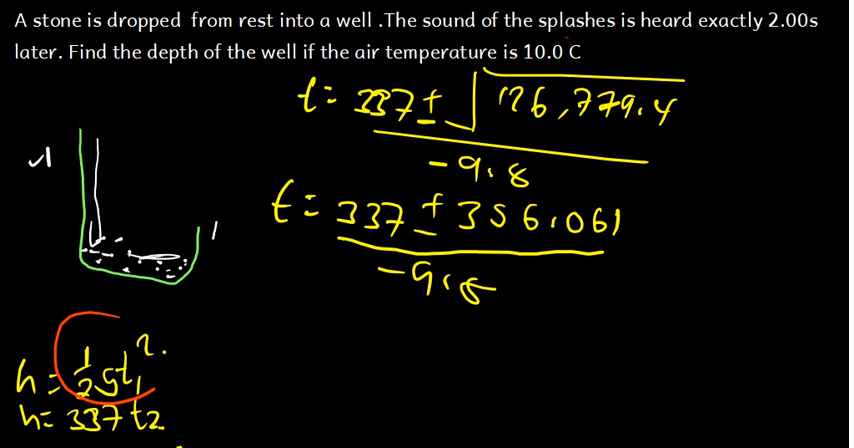 A stone is dropped from rest into a well .The sound of the splashes is heard exactly 2.00s
later. Find the depth of the well if the air temperature is 10.0 C
t = 337 ± √126,779.4
-9.8
t = 337 ± 356.061
-9.8
h = 1/2 gt₁².
h = 337 t2